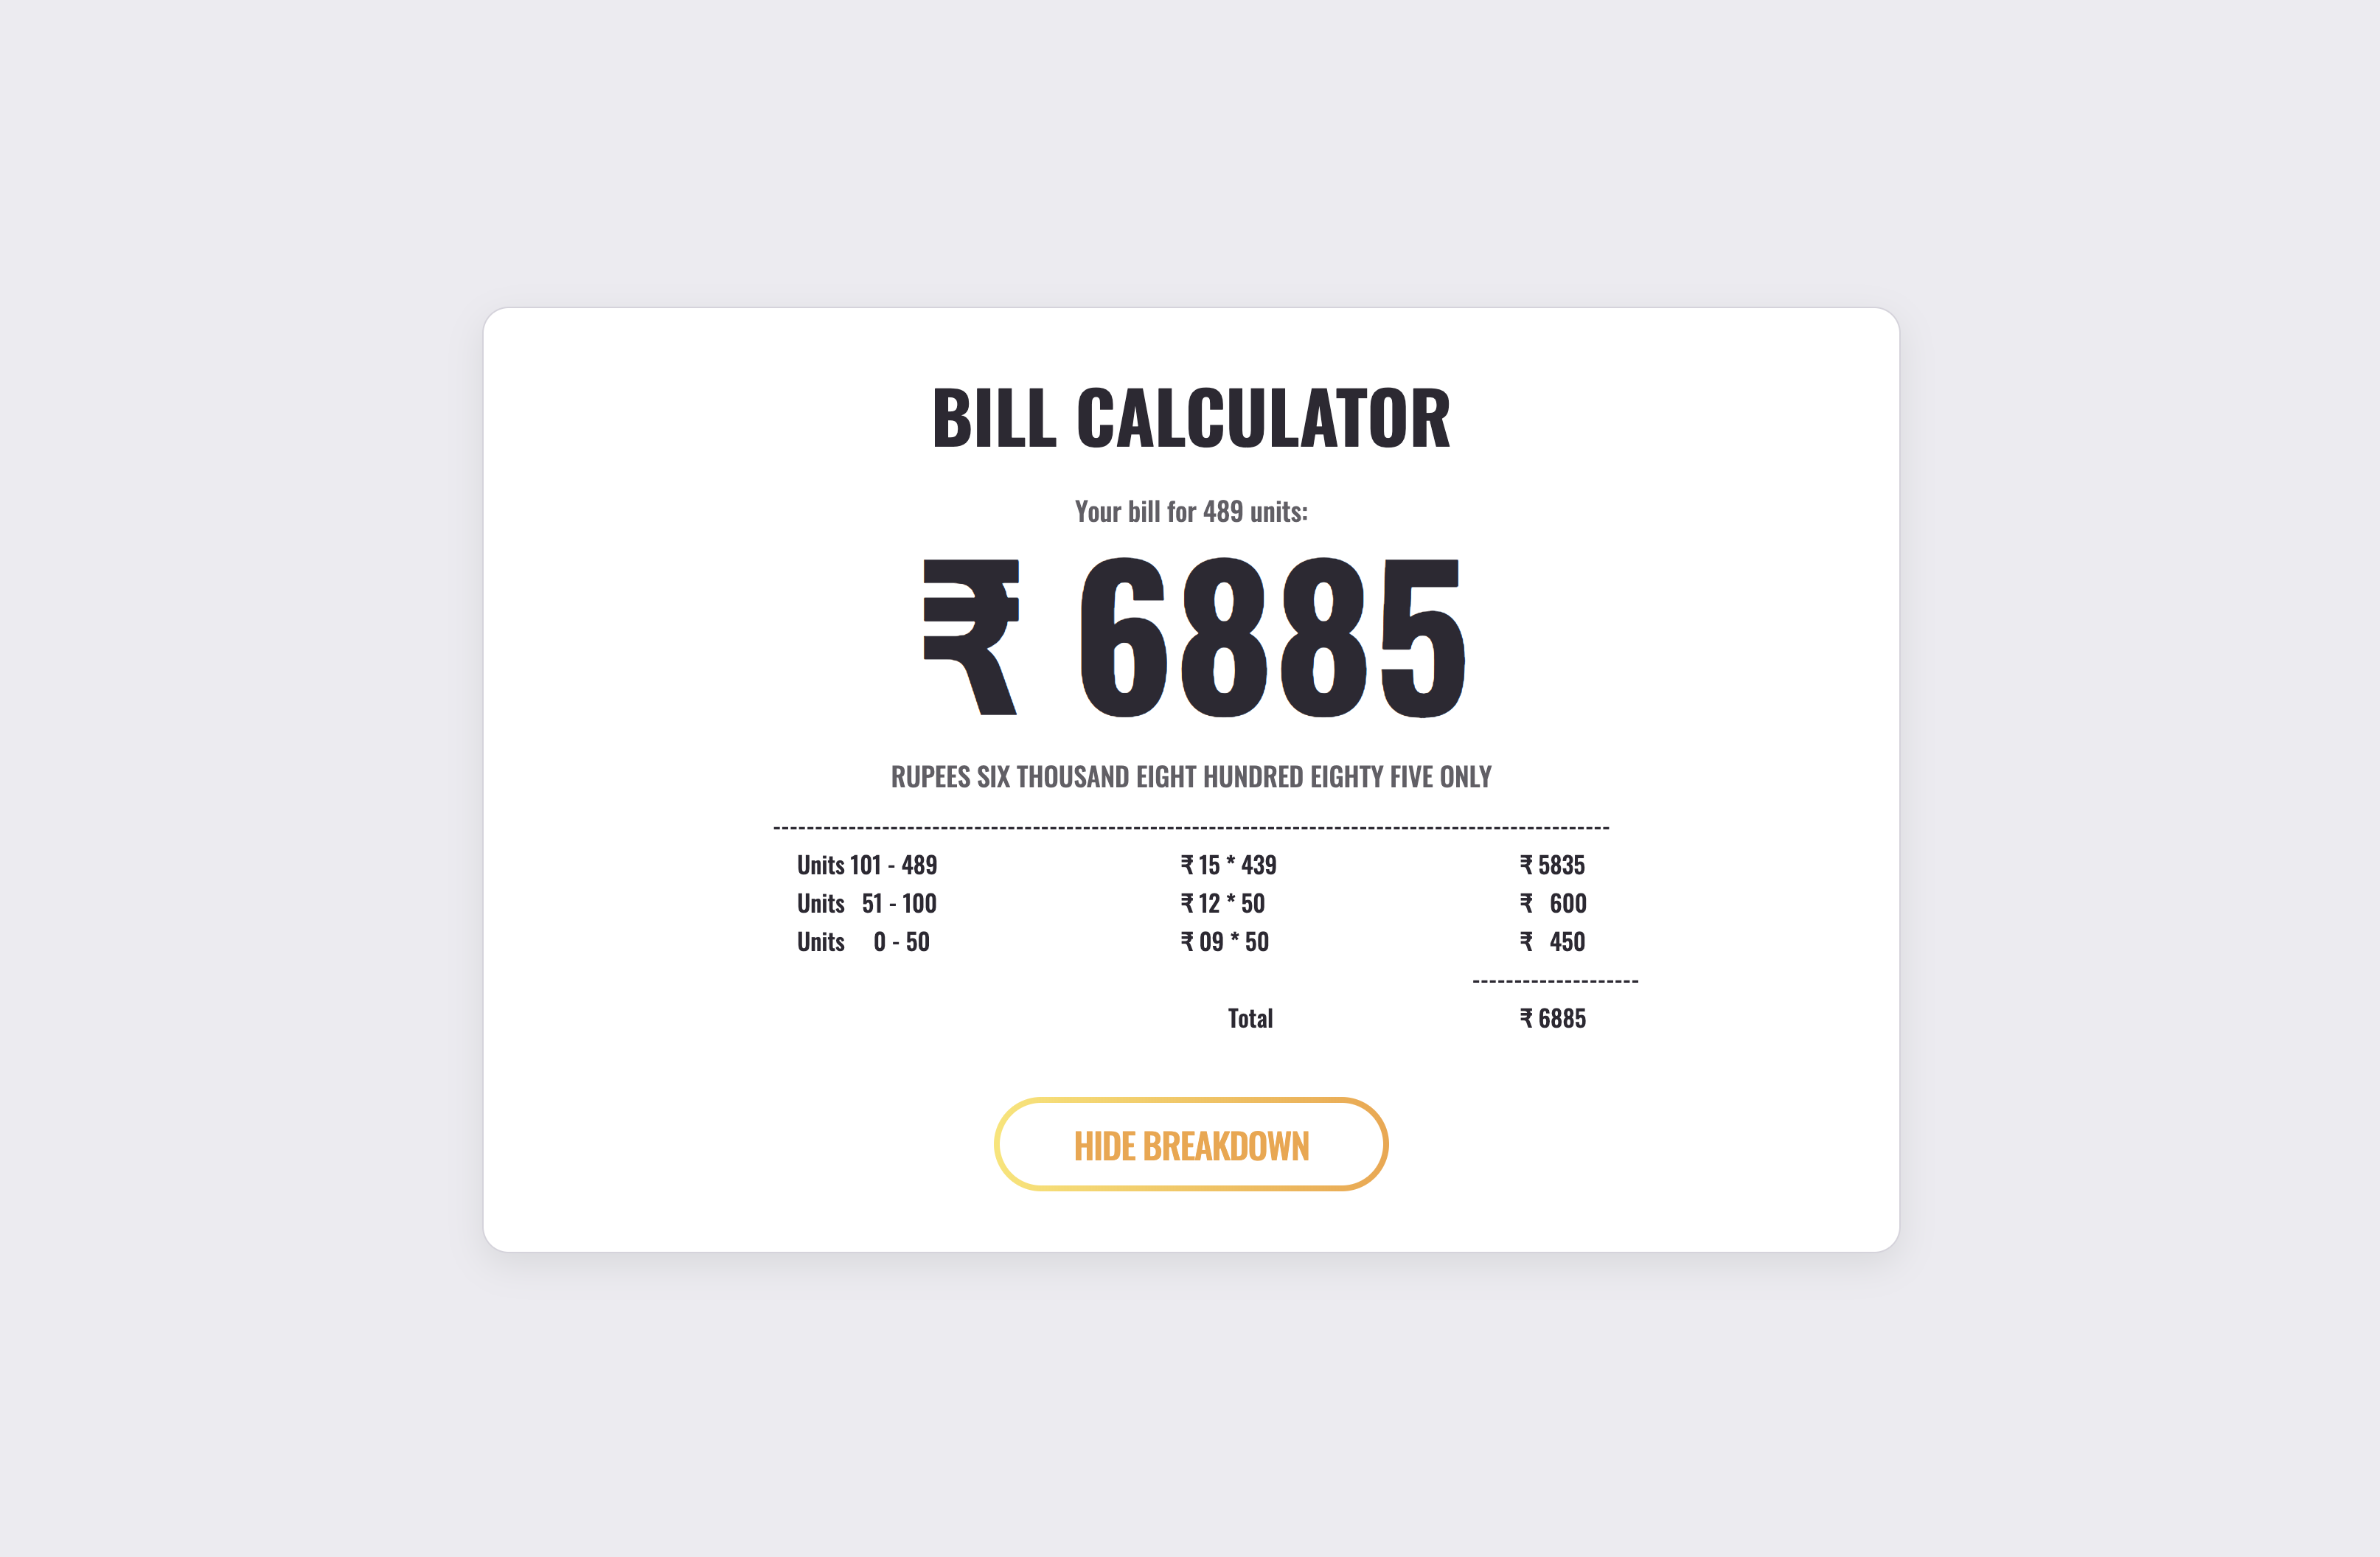 BILL CALCULATOR
Your bill for 489 units:
₹ 6885
RUPEES SIX THOUSAND EIGHT HUNDRED EIGHTY FIVE ONLY
Units 101 - 489 ₹ 15 * 439 ₹ 5835
Units 51 - 100 ₹ 12 * 50 ₹ 600
Units 0 - 50 ₹ 09 * 50 ₹ 450
Total ₹ 6885
HIDE BREAKDOWN